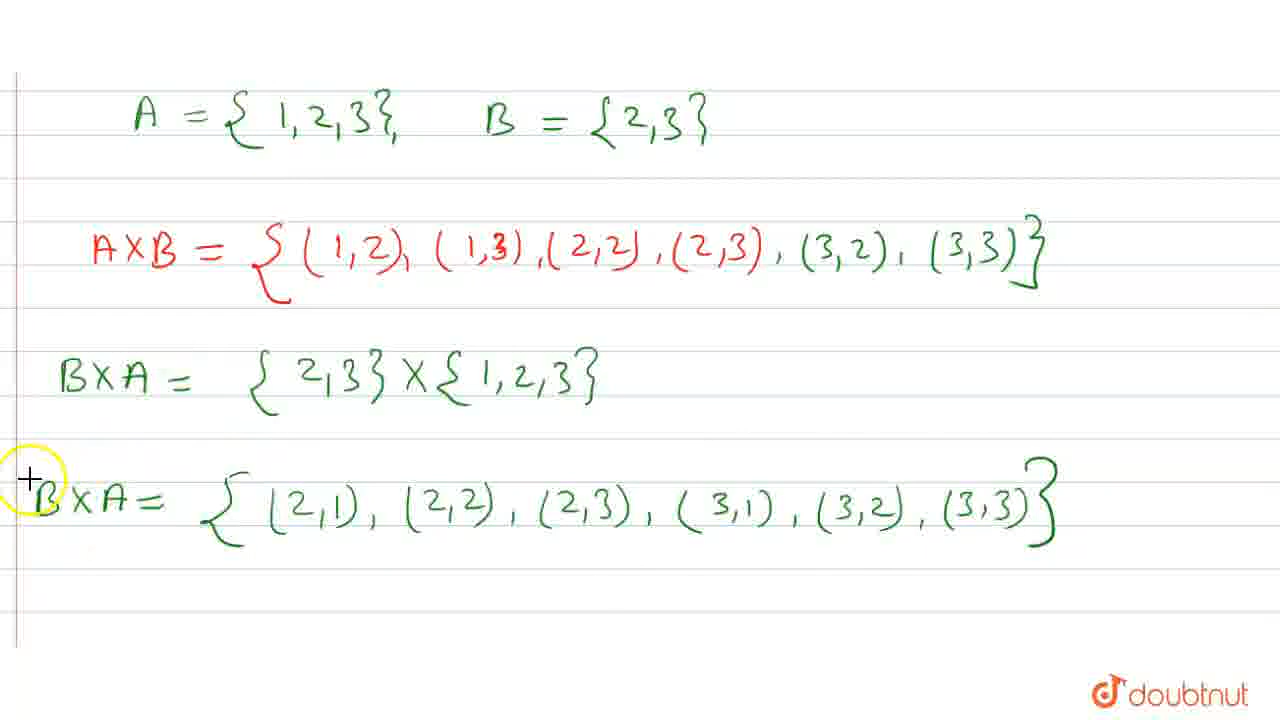 A = { 1, 2, 3 }, B = { 2, 3 }
A X B = { ( 1, 2 ), ( 1, 3 ), ( 2, 2 ), ( 2, 3 ), ( 3, 2 ), ( 3, 3 ) }
B X A = { 2, 3 } X { 1, 2, 3 }
B X A = { ( 2, 1 ), ( 2, 2 ), ( 2, 3 ), ( 3, 1 ), ( 3, 2 ), ( 3, 3 ) }
doubtnut